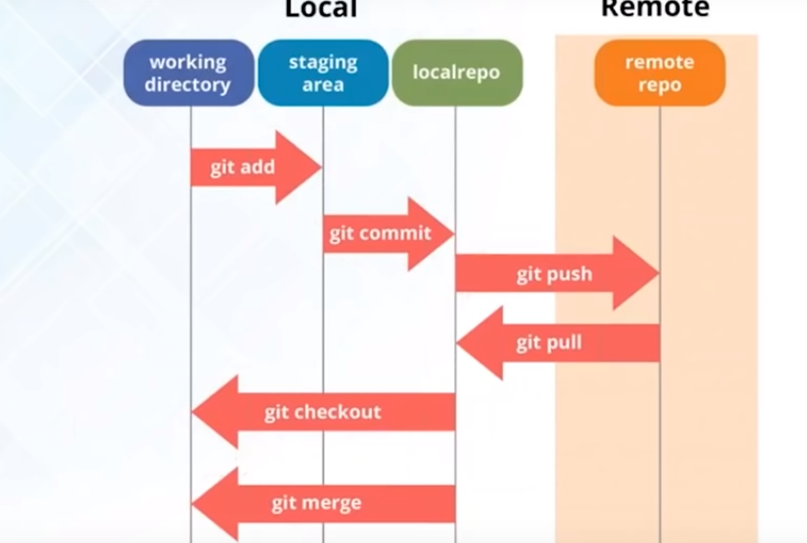 Local
Remote
working
directory
staging
area
localrepo
remote
repo
git add
git commit
git push
git pull
git checkout
git merge